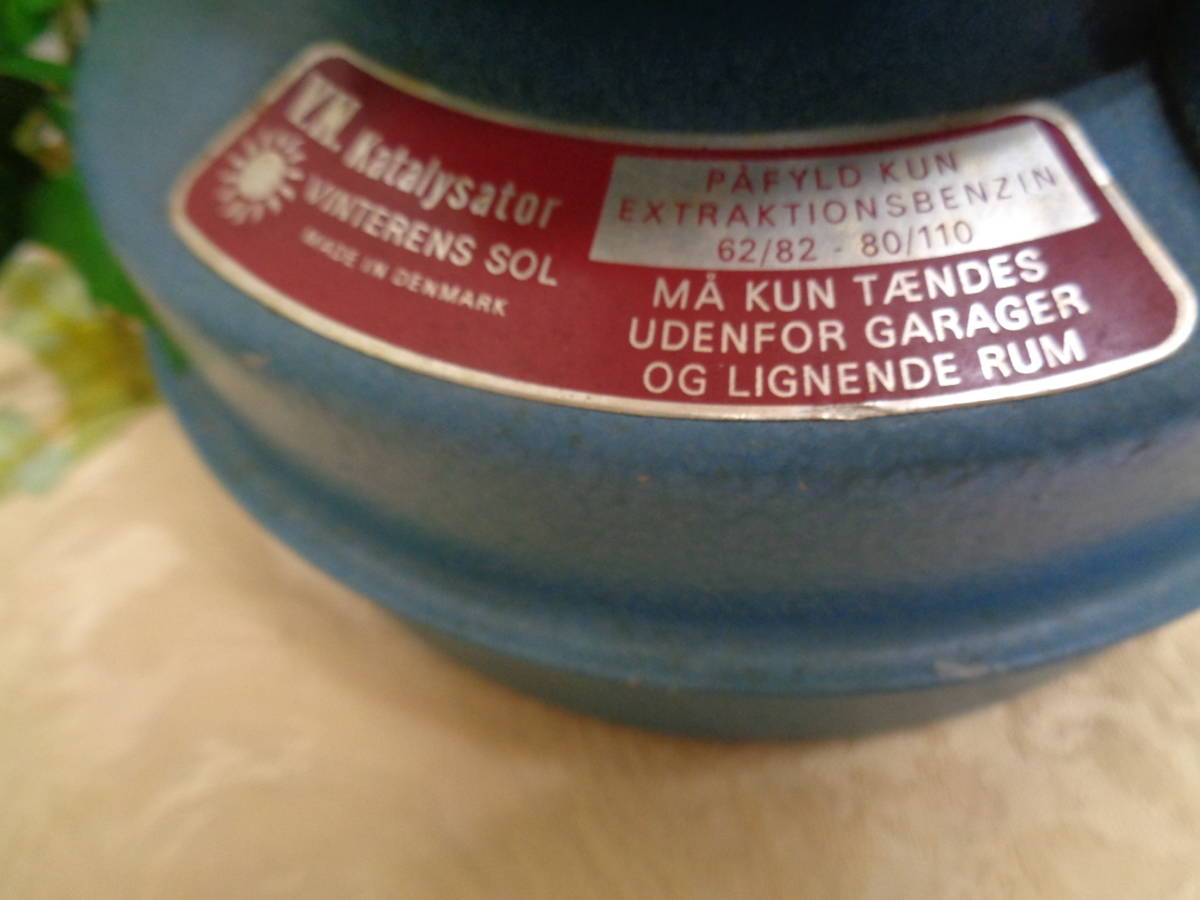 V.N. Katalysator
VINTERENS SOL
MADE IN DENMARK
PÅFYLD KUN
EXTRAKTIONSBENZIN
62/82 - 80/110
MÅ KUN TÆNDES
UDENFOR GARAGER
OG LIGNENDE RUM